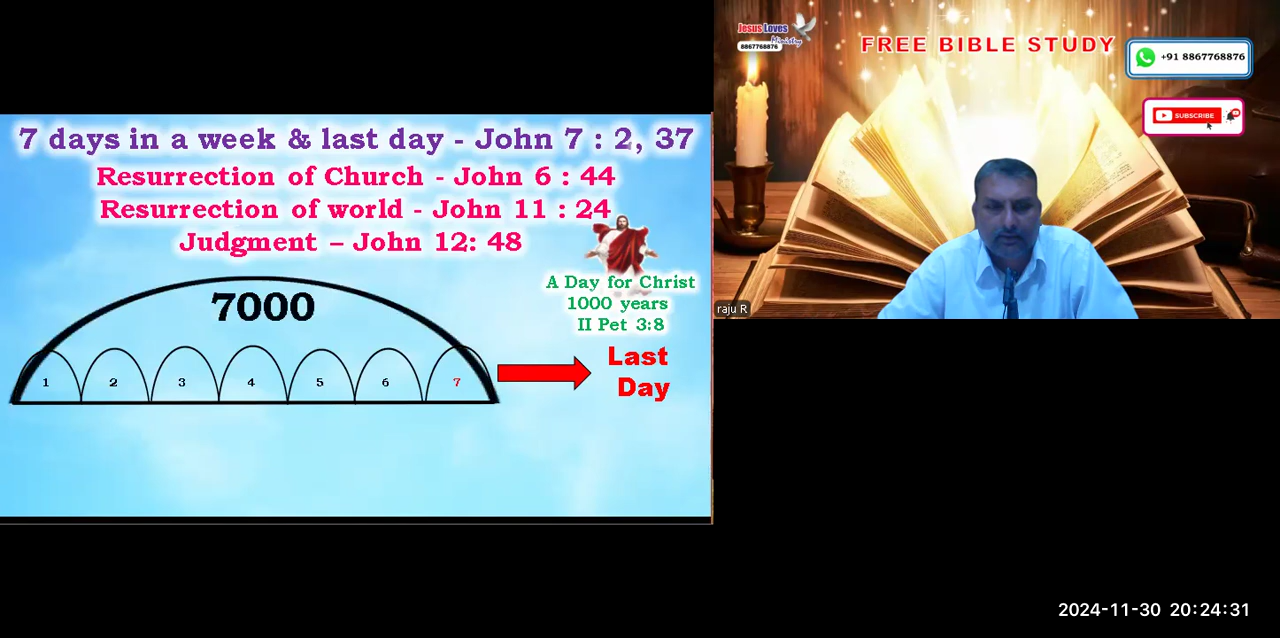 7 days in a week & last day - John 7 : 2, 37
Resurrection of Church - John 6 : 44
Resurrection of world - John 11 : 24
Judgment – John 12: 48
A Day for Christ
1000 years
II Pet 3:8
7000
1 2 3 4 5 6 7
Last
Day
Jesus Loves
Ministry
8867768876
FREE BIBLE STUDY
+91 8867768876
SUBSCRIBE
raju R
2024-11-30 20:24:31